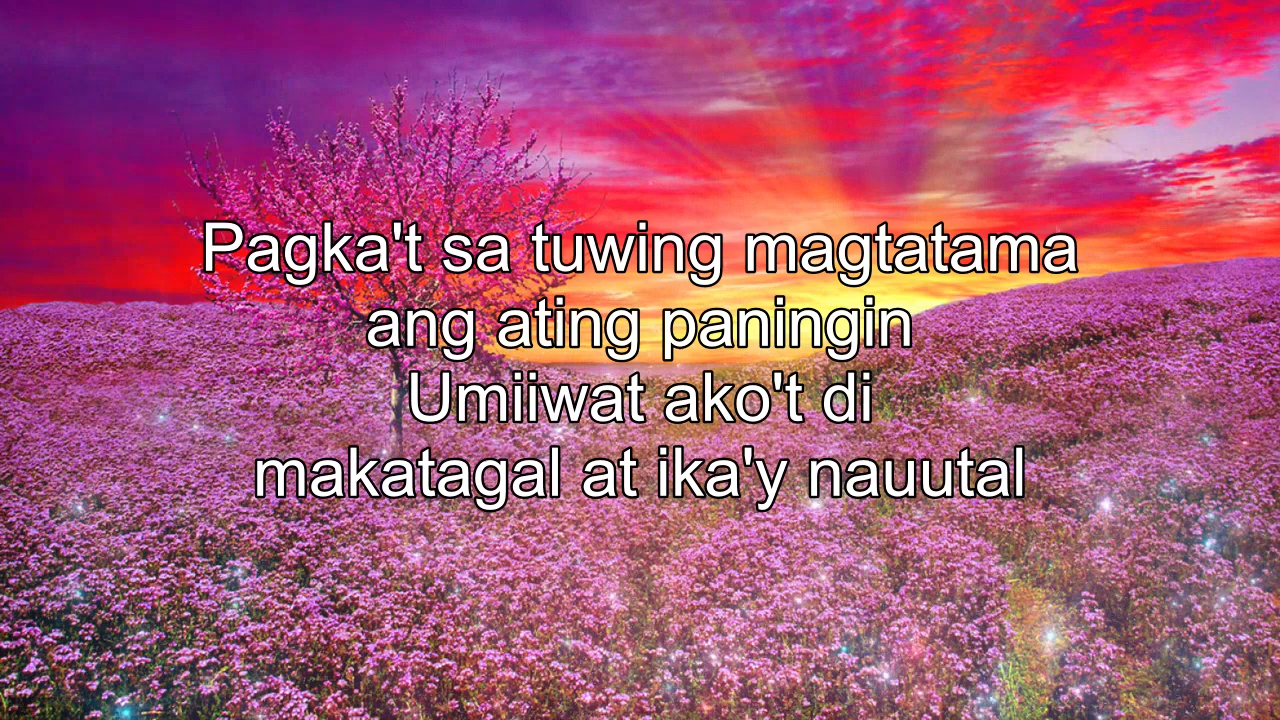 Pagka't sa tuwing magtatama
ang ating paningin
Umiiwat ako't di
makatagal at ika'y nauutal